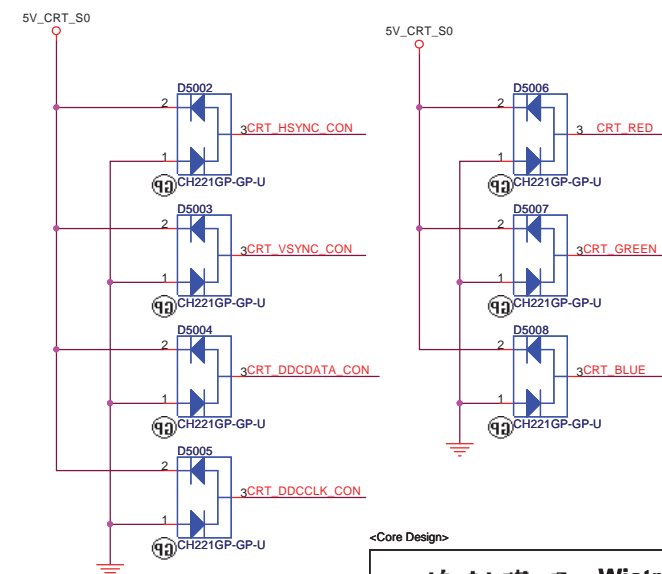 5V_CRT_S0
D5002
2
3 CRT_HSYNC_CON
1
CH221GP-GP-U
D5003
2
3 CRT_VSYNC_CON
1
CH221GP-GP-U
D5004
2
3 CRT_DDCDATA_CON
1
CH221GP-GP-U
D5005
2
3 CRT_DDCCLK_CON
1
CH221GP-GP-U
5V_CRT_S0
D5006
2
3 CRT_RED
1
CH221GP-GP-U
D5007
2
3 CRT_GREEN
1
CH221GP-GP-U
D5008
2
3 CRT_BLUE
1
CH221GP-GP-U
<Core Design>